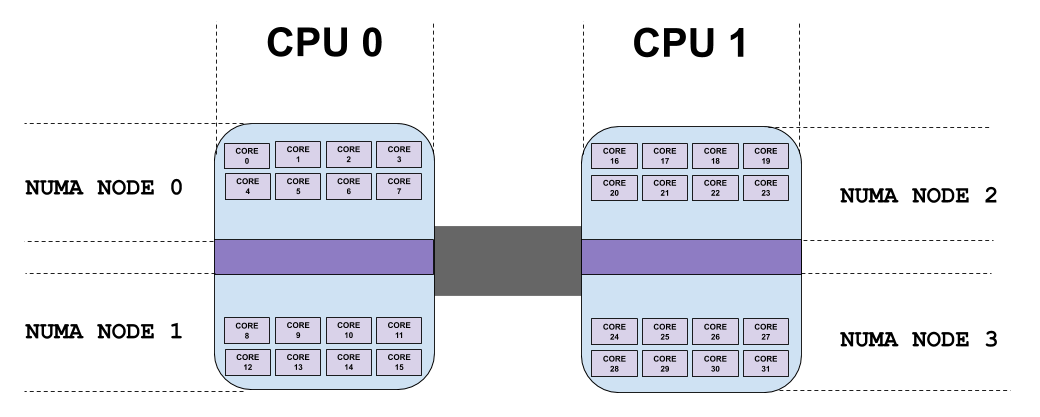 CPU 0
CPU 1
NUMA NODE 0
CORE 0
CORE 1
CORE 2
CORE 3
CORE 4
CORE 5
CORE 6
CORE 7
NUMA NODE 1
CORE 8
CORE 9
CORE 10
CORE 11
CORE 12
CORE 13
CORE 14
CORE 15
CORE 16
CORE 17
CORE 18
CORE 19
CORE 20
CORE 21
CORE 22
CORE 23
NUMA NODE 2
CORE 24
CORE 25
CORE 26
CORE 27
CORE 28
CORE 29
CORE 30
CORE 31
NUMA NODE 3